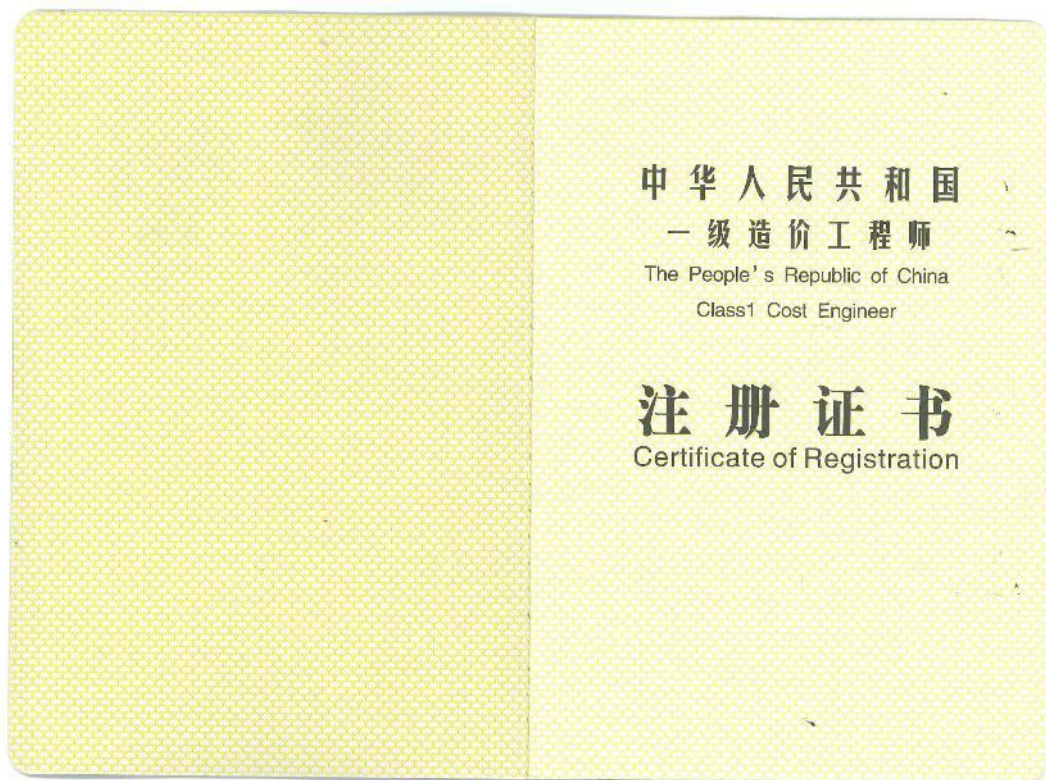 中华人民共和国
一级造价工程师
The People's Republic of China
Class1 Cost Engineer
注册证书
Certificate of Registration